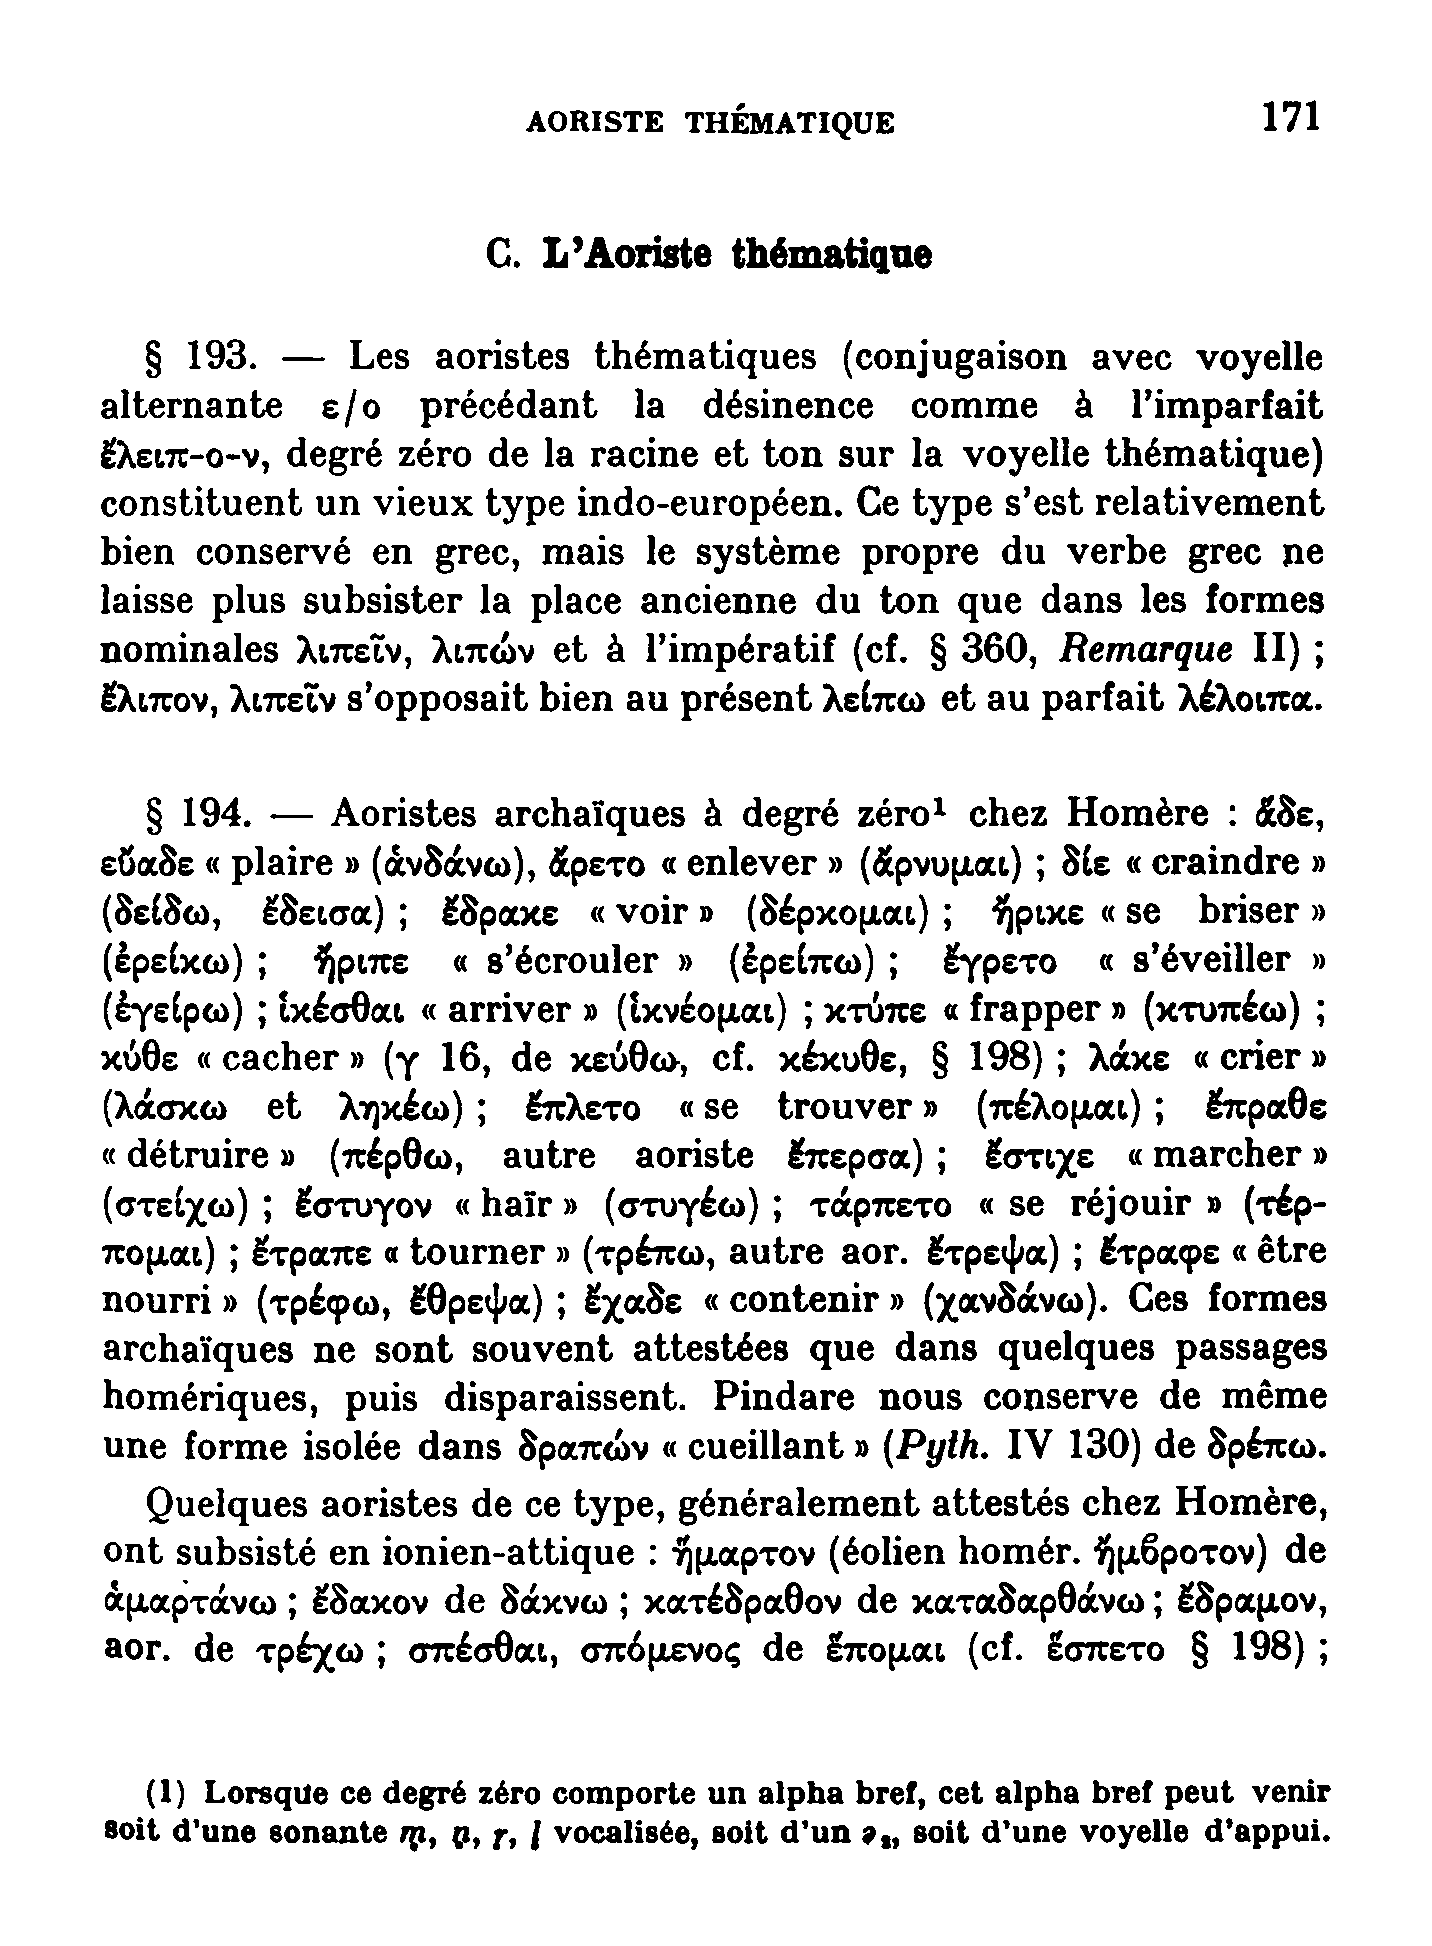 AORISTE THÉMATIQUE 171
C. L'Aoriste thématique
§ 193. — Les aoristes thématiques (conjugaison avec voyelle
alternante ε/ο précédant la désinence comme à l'imparfait
ἔλειπ-ο-ν, degré zéro de la racine et ton sur la voyelle thématique)
constituent un vieux type indo-européen. Ce type s'est relativement
bien conservé en grec, mais le système propre du verbe grec ne
laisse plus subsister la place ancienne du ton que dans les formes
nominales λιπεῖν, λιπών et à l'impératif (cf. § 360, Remarque II) ;
ἔλιπον, λιπεῖν s'opposait bien au présent λείπω et au parfait λέλοιπα.
§ 194. — Aoristes archaïques à degré zéro¹ chez Homère : ἅδε,
εὔαδε « plaire » (ἁνδάνω), ἄρετο « enlever » (ἄρνυμαι) ; δίε « craindre »
(δείδω, ἔδεισα) ; ἔδρακε « voir » (δέρκομαι) ; ἤρικε « se briser »
(ἐρείκω) ; ἤριπε « s'écrouler » (ἐρείπω) ; ἔγρετο « s'éveiller »
(ἐγείρω) ; ἱκέσθαι « arriver » (ἱκνέομαι) ; κτύπε « frapper » (κτυπέω) ;
κύθε « cacher » (γ 16, de κεύθω, cf. κέκυθε, § 198) ; λάκε « crier »
(λάσκω et ληκέω) ; ἔπλετο « se trouver » (πέλομαι) ; ἔπραθε
« détruire » (πέρθω, autre aoriste ἔπερσα) ; ἔστιχε « marcher »
(στείχω) ; ἔστυγον « haïr » (στυγέω) ; τάρπετο « se réjouir » (τέρ-
πομαι) ; ἔτραπε « tourner » (τρέπω, autre aor. ἔτρεψα) ; ἔτραφε « être
nourri » (τρέφω, ἔθρεψα) ; ἔχαδε « contenir » (χανδάνω). Ces formes
archaïques ne sont souvent attestées que dans quelques passages
homériques, puis disparaissent. Pindare nous conserve de même
une forme isolée dans δραπών « cueillant » (Pyth. IV 130) de δρέπω.
Quelques aoristes de ce type, généralement attestés chez Homère,
ont subsisté en ionien-attique : ἥμαρτον (éolien homér. ἤμϐροτον) de
ἁμαρτάνω ; ἔδακον de δάκνω ; κατέδραθον de καταδαρθάνω ; ἔδραμον,
aor. de τρέχω ; σπέσθαι, σπόμενος de ἕπομαι (cf. ἕσπετο § 198) ;
(1) Lorsque ce degré zéro comporte un alpha bref, cet alpha bref peut venir
soit d'une sonante m̥, n̥, r̥, l̥ vocalisée, soit d'un ə₂, soit d'une voyelle d'appui.